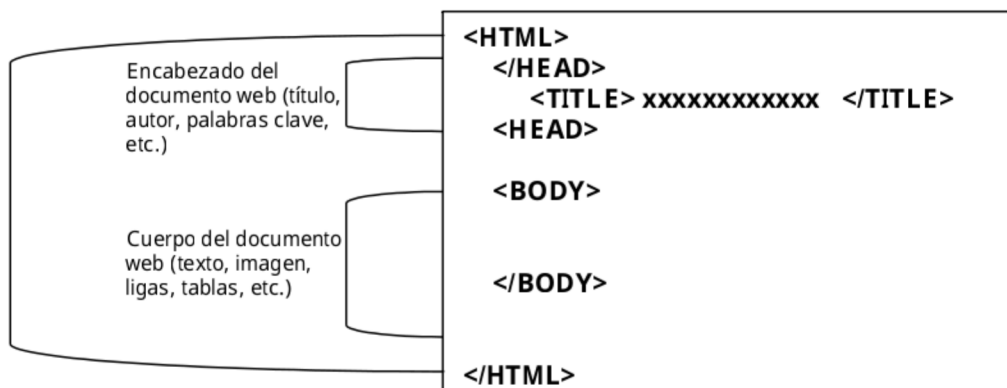 <HTML>
</HEAD>
<TITLE> xxxxxxxxxxxx </TITLE>
<HEAD>
<BODY>
</BODY>
</HTML>
Encabezado del
documento web (título,
autor, palabras clave,
etc.)
Cuerpo del documento
web (texto, imagen,
ligas, tablas, etc.)